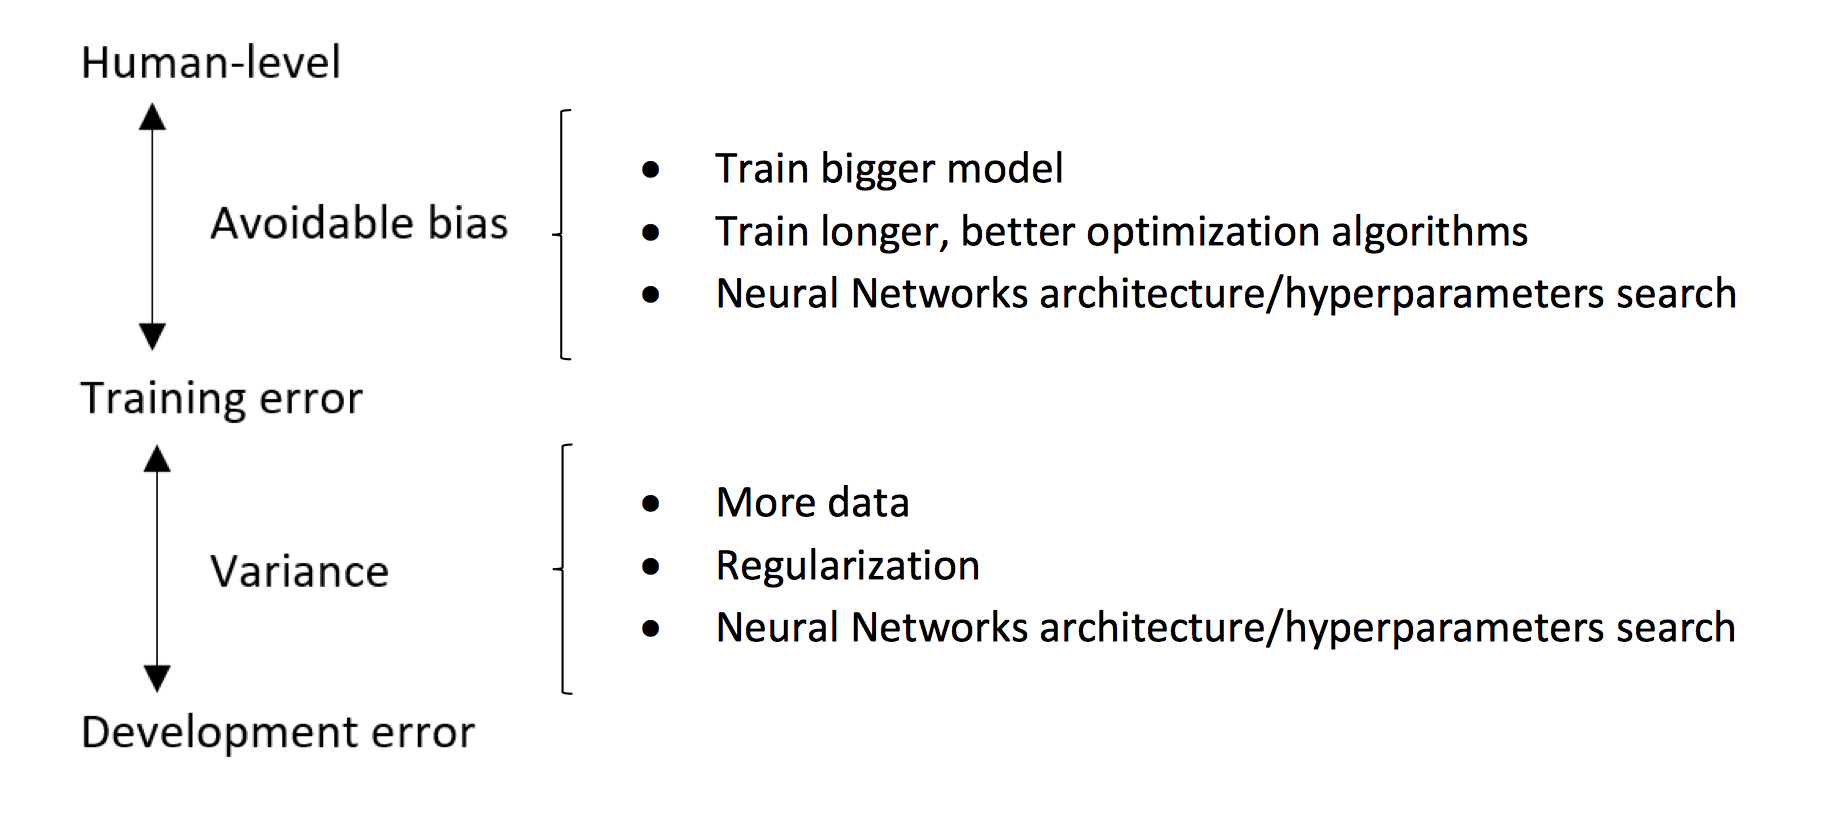 Human-level
Avoidable bias
● Train bigger model
● Train longer, better optimization algorithms
● Neural Networks architecture/hyperparameters search
Training error
Variance
● More data
● Regularization
● Neural Networks architecture/hyperparameters search
Development error